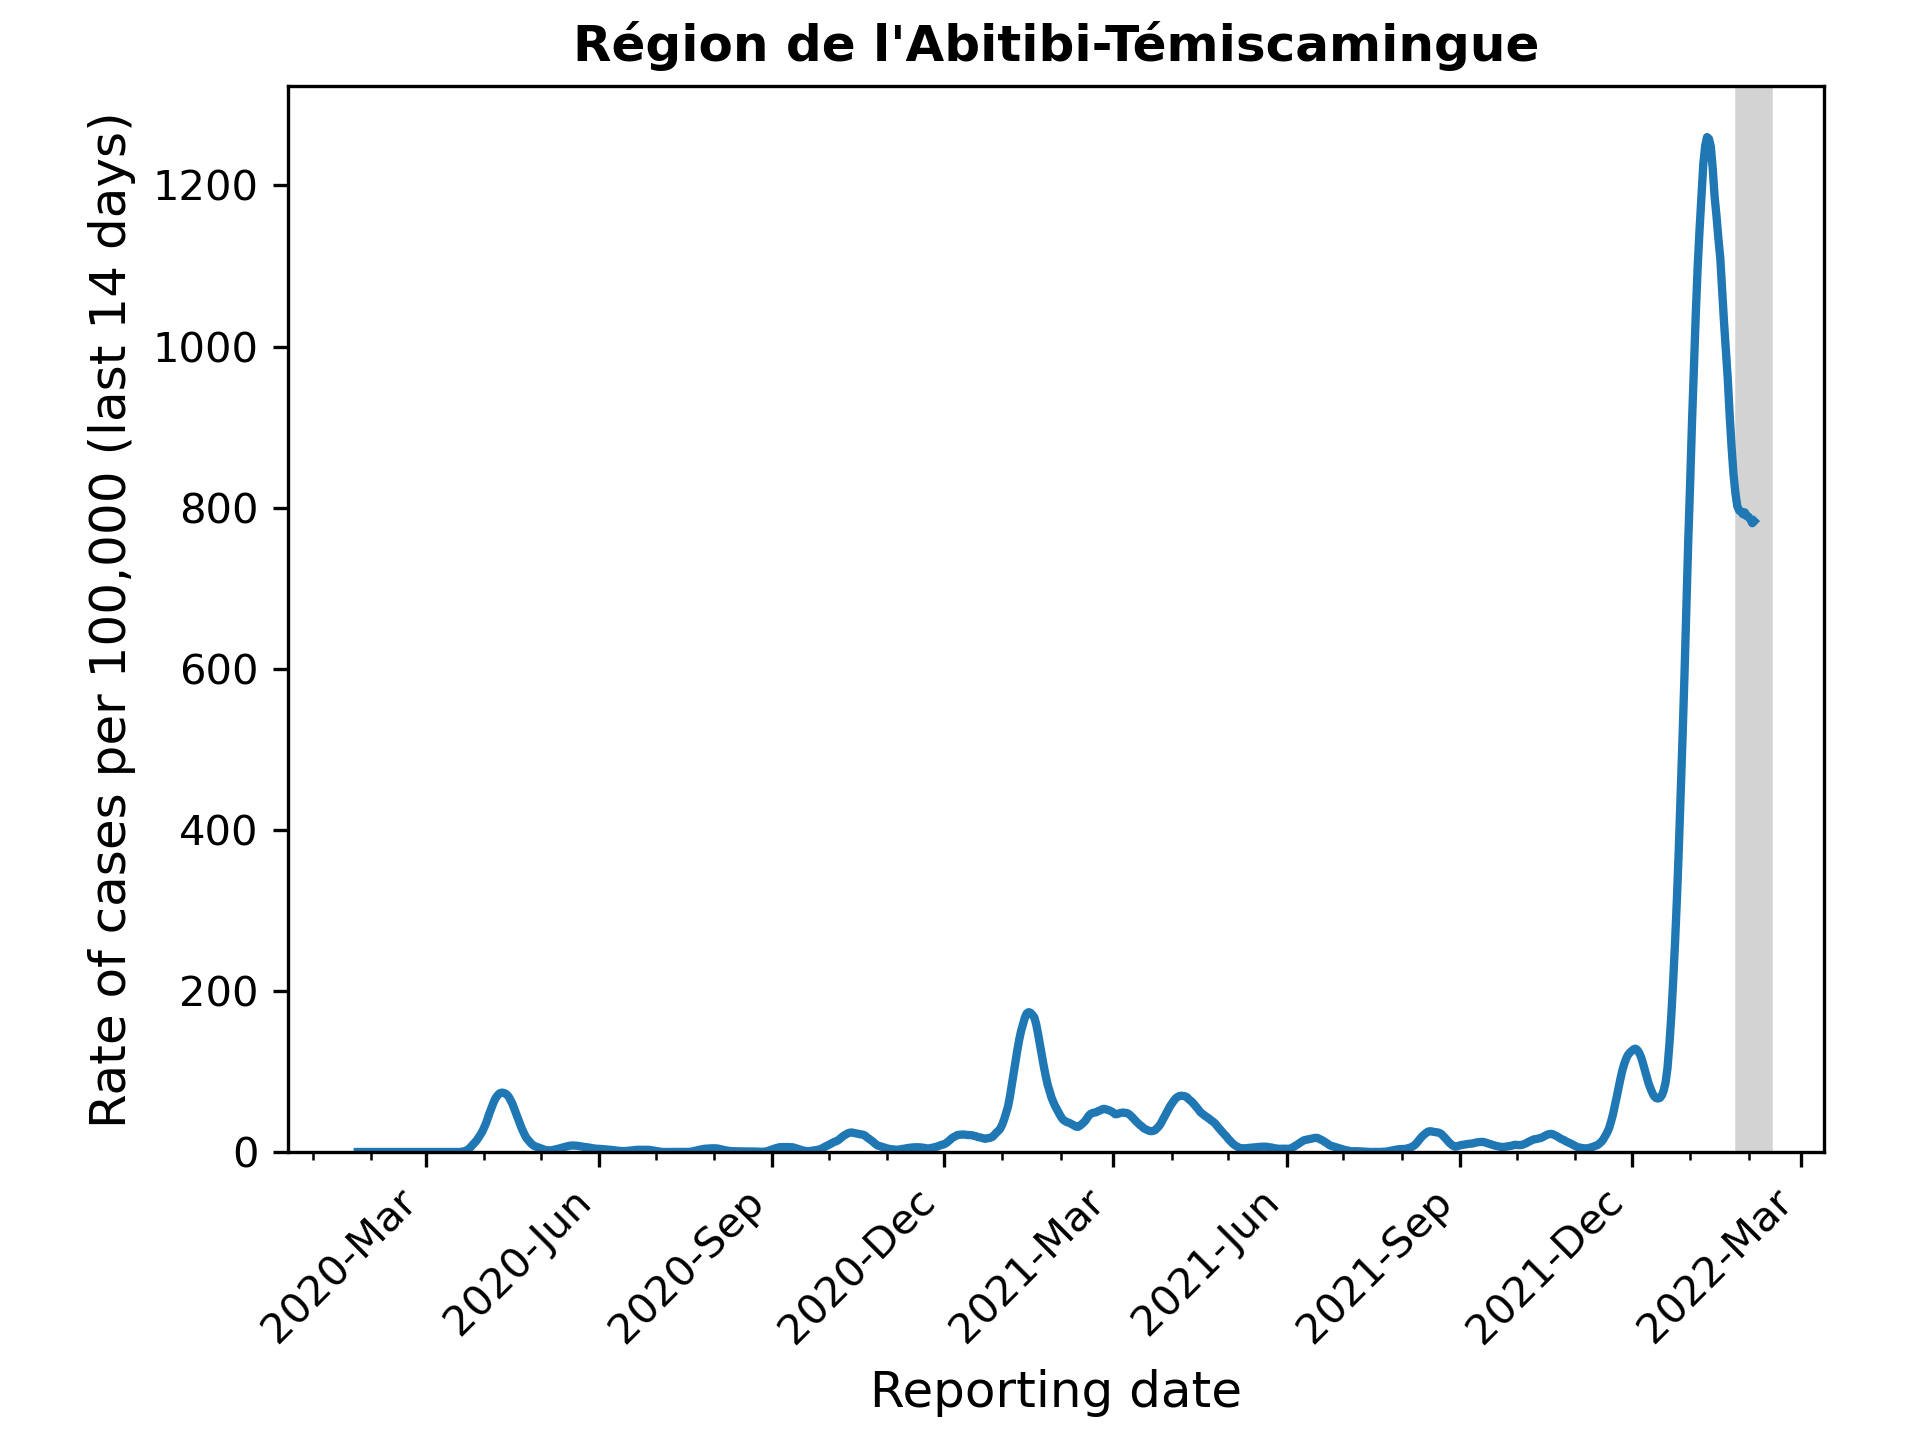 Région de l'Abitibi-Témiscamingue
Rate of cases per 100,000 (last 14 days)
1200
1000
800
600
400
200
0
2020-Mar
2020-Jun
2020-Sep
2020-Dec
2021-Mar
2021-Jun
2021-Sep
2021-Dec
2022-Mar
Reporting date